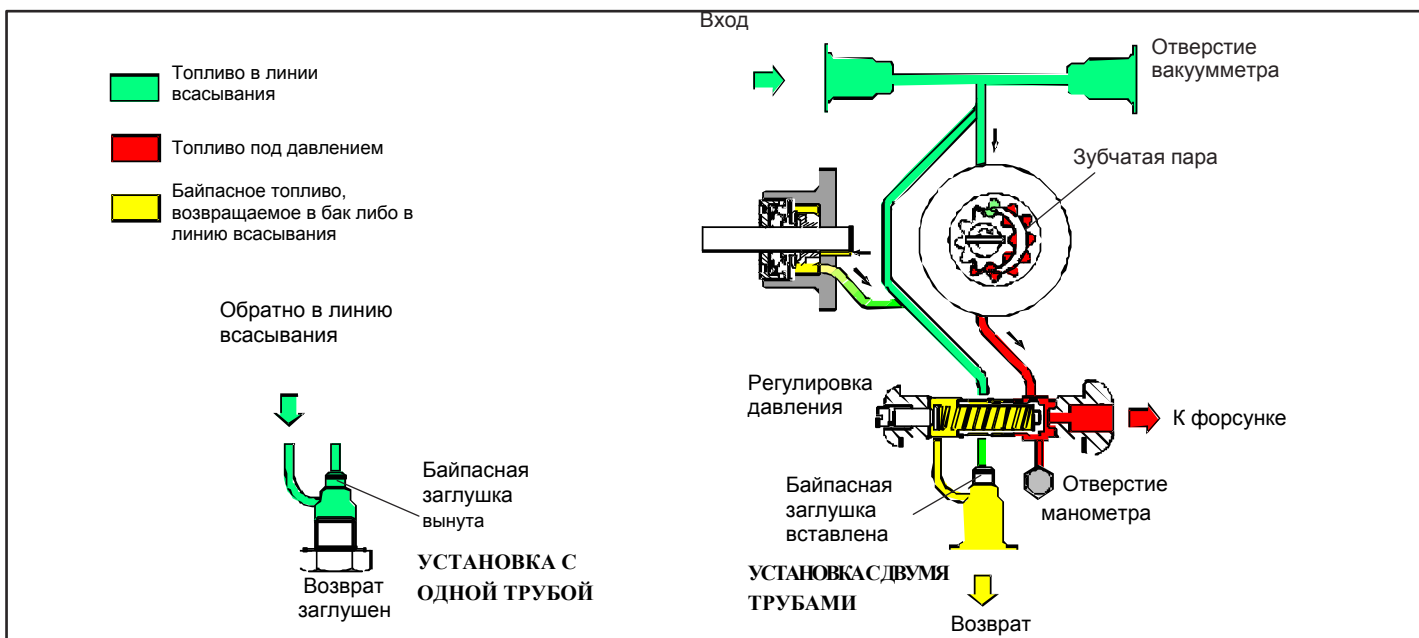 Вход
Топливо в линии
всасывания
Отверстие
вакуумметра
Топливо под давлением
Зубчатая пара
Байпасное топливо,
возвращаемое в бак либо в
линию всасывания
Обратно в линию
всасывания
Регулировка
давления
К форсунке
Байпасная
заглушка
вынута
Байпасная
заглушка
вставлена
Отверстие
манометра
УСТАНОВКА С
ОДНОЙ ТРУБОЙ
Возврат
заглушен
УСТАНОВКА С ДВУМЯ
ТРУБАМИ
Возврат